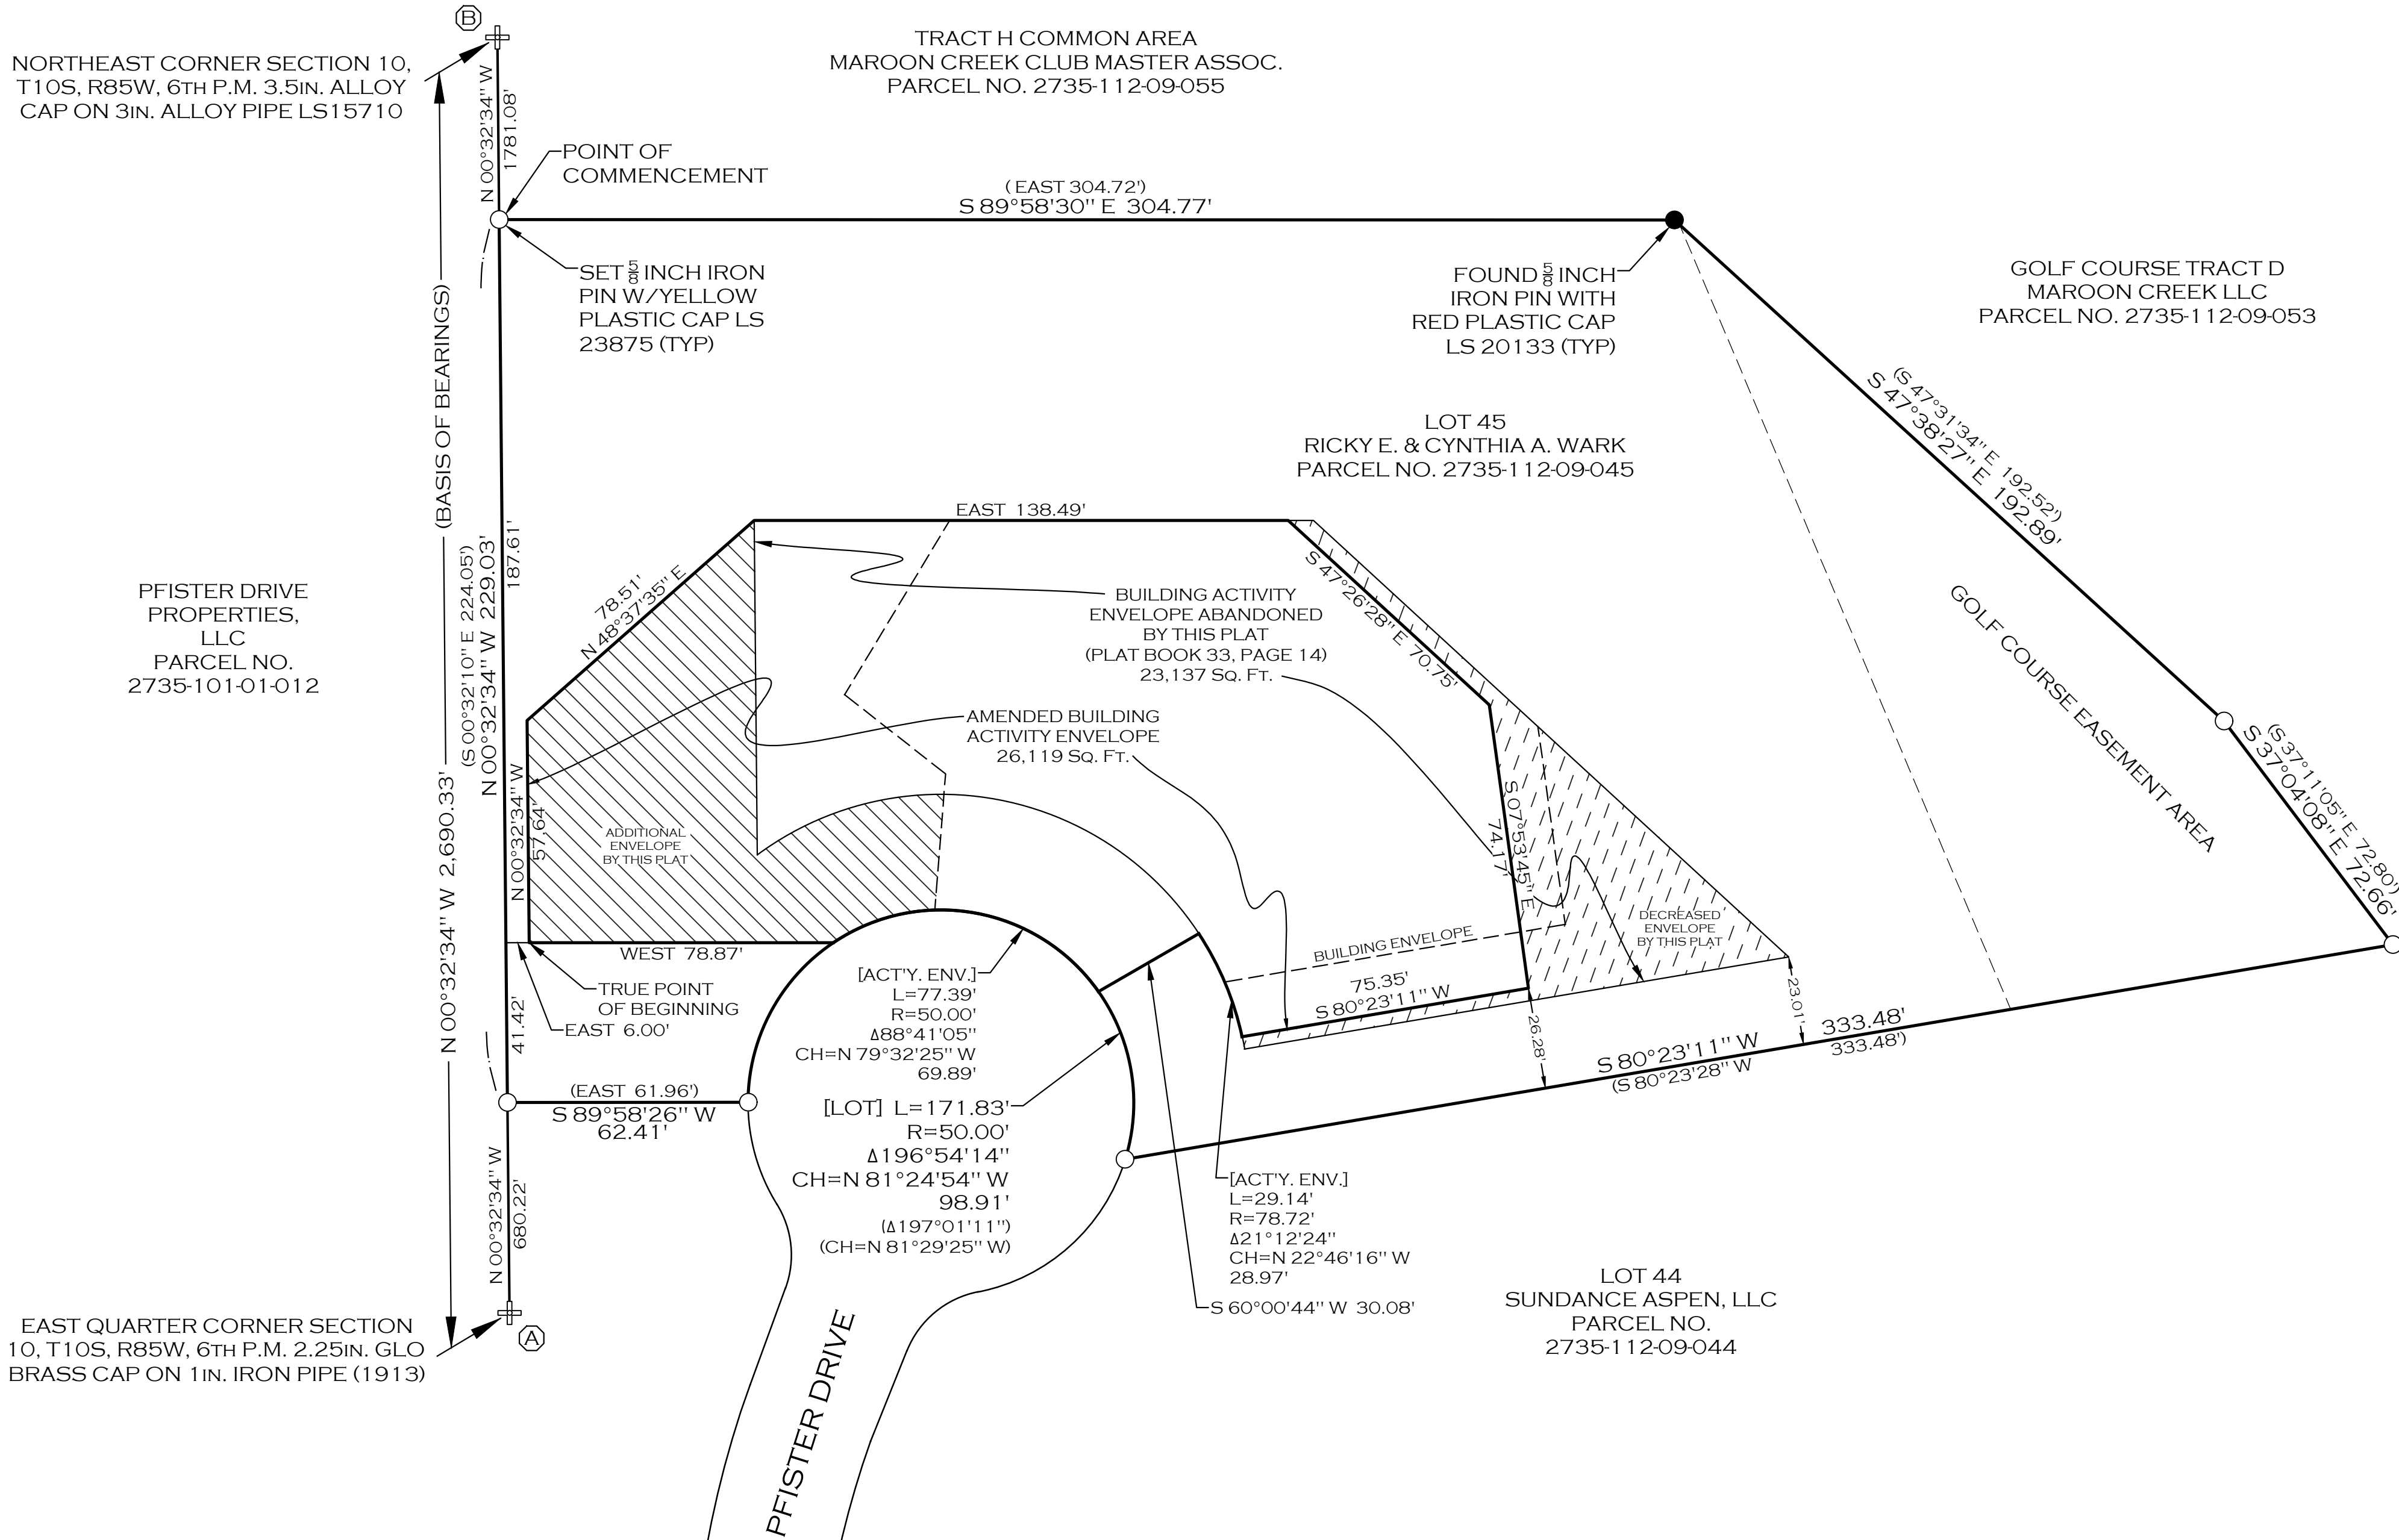 B
NORTHEAST CORNER SECTION 10,
T10S, R85W, 6TH P.M. 3.5IN. ALLOY
CAP ON 3IN. ALLOY PIPE LS15710
TRACT H COMMON AREA
MAROON CREEK CLUB MASTER ASSOC.
PARCEL NO. 2735-112-09-055
N 00°32'34" W
1781.08'
POINT OF
COMMENCEMENT
( EAST 304.72')
S 89°58'30" E 304.77'
SET 5/8 INCH IRON
PIN W/YELLOW
PLASTIC CAP LS
23875 (TYP)
FOUND 5/8 INCH
IRON PIN WITH
RED PLASTIC CAP
LS 20133 (TYP)
GOLF COURSE TRACT D
MAROON CREEK LLC
PARCEL NO. 2735-112-09-053
(S 47°31'34" E 192.52')
S 47°38'27" E 192.89'
LOT 45
RICKY E. & CYNTHIA A. WARK
PARCEL NO. 2735-112-09-045
N 00°32'34" W 2,690.33'
(BASIS OF BEARINGS)
(S 00°32'10" E 224.05')
N 00°32'34" W 229.03'
187.61'
PFISTER DRIVE
PROPERTIES,
LLC
PARCEL NO.
2735-101-01-012
EAST 138.49'
78.51'
N 48°37'35" E
S 47°26'28" E 70.75'
BUILDING ACTIVITY
ENVELOPE ABANDONED
BY THIS PLAT
(PLAT BOOK 33, PAGE 14)
23,137 SQ. FT.
AMENDED BUILDING
ACTIVITY ENVELOPE
26,119 SQ. FT.
GOLF COURSE EASEMENT AREA
(S 37°11'05" E 72.80')
S 37°04'08" E 72.66'
N 00°32'34" W
57.64'
ADDITIONAL
ENVELOPE
BY THIS PLAT
S 07°53'45" E
74.17'
DECREASED
ENVELOPE
BY THIS PLAT
BUILDING ENVELOPE
75.35'
S 80°23'11" W
WEST 78.87'
TRUE POINT
OF BEGINNING
EAST 6.00'
41.42'
[ACT'Y. ENV.]
L=77.39'
R=50.00'
Δ88°41'05"
CH=N 79°32'25" W
69.89'
26.28'
23.01'
S 80°23'11" W 333.48'
(S 80°23'28" W 333.48')
(EAST 61.96')
S 89°58'26" W
62.41'
[LOT] L=171.83'
R=50.00'
Δ196°54'14"
CH=N 81°24'54" W
98.91'
(Δ197°01'11")
(CH=N 81°29'25" W)
[ACT'Y. ENV.]
L=29.14'
R=78.72'
Δ21°12'24"
CH=N 22°46'16" W
28.97'
S 60°00'44" W 30.08'
N 00°32'34" W
680.22'
LOT 44
SUNDANCE ASPEN, LLC
PARCEL NO.
2735-112-09-044
EAST QUARTER CORNER SECTION
10, T10S, R85W, 6TH P.M. 2.25IN. GLO
BRASS CAP ON 1IN. IRON PIPE (1913)
A
PFISTER DRIVE